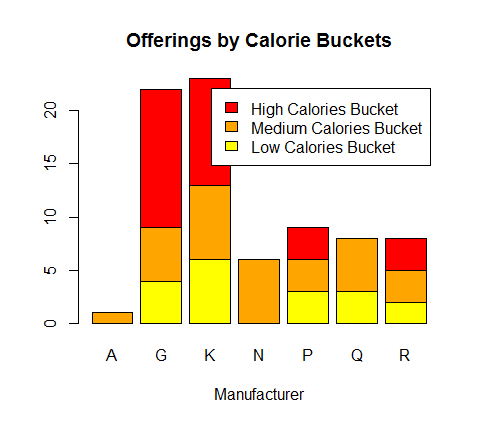 Offerings by Calorie Buckets
High Calories Bucket
Medium Calories Bucket
Low Calories Bucket
20
15
10
5
0
A G K N P Q R
Manufacturer